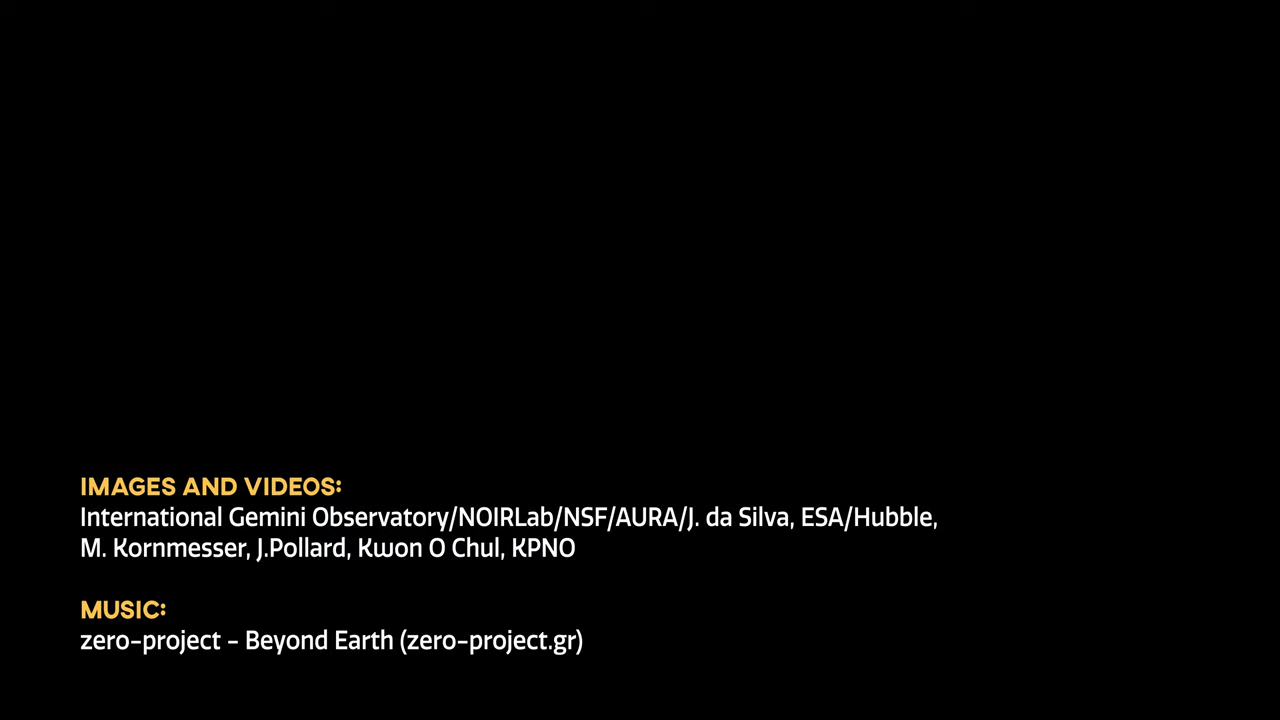 IMAGES AND VIDEOS:
International Gemini Observatory/NOIRLab/NSF/AURA/J. da Silva, ESA/Hubble,
M. Kornmesser, J.Pollard, Kwon O Chul, KPNO
MUSIC:
zero-project - Beyond Earth (zero-project.gr)